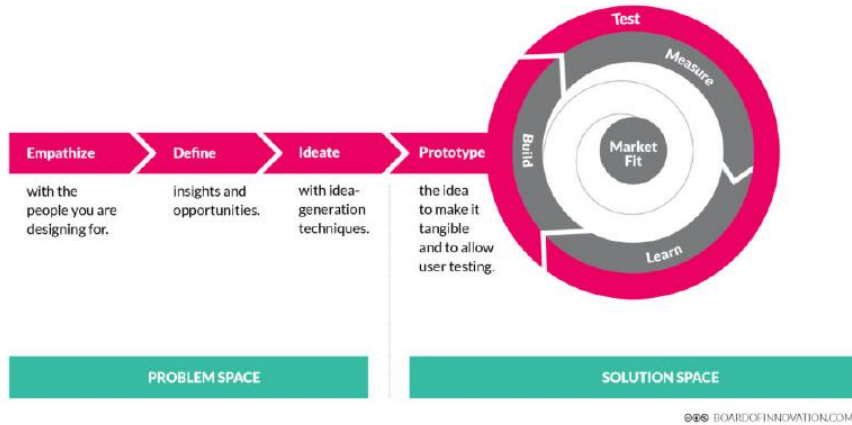 Test
Measure
Build
Market
Fit
Learn
Empathize
Define
Ideate
Prototype
with the
people you are
designing for.
insights and
opportunities.
with idea-
generation
techniques.
the idea
to make it
tangible
and to allow
user testing.
PROBLEM SPACE
SOLUTION SPACE
BOARDOFINNOVATION.COM